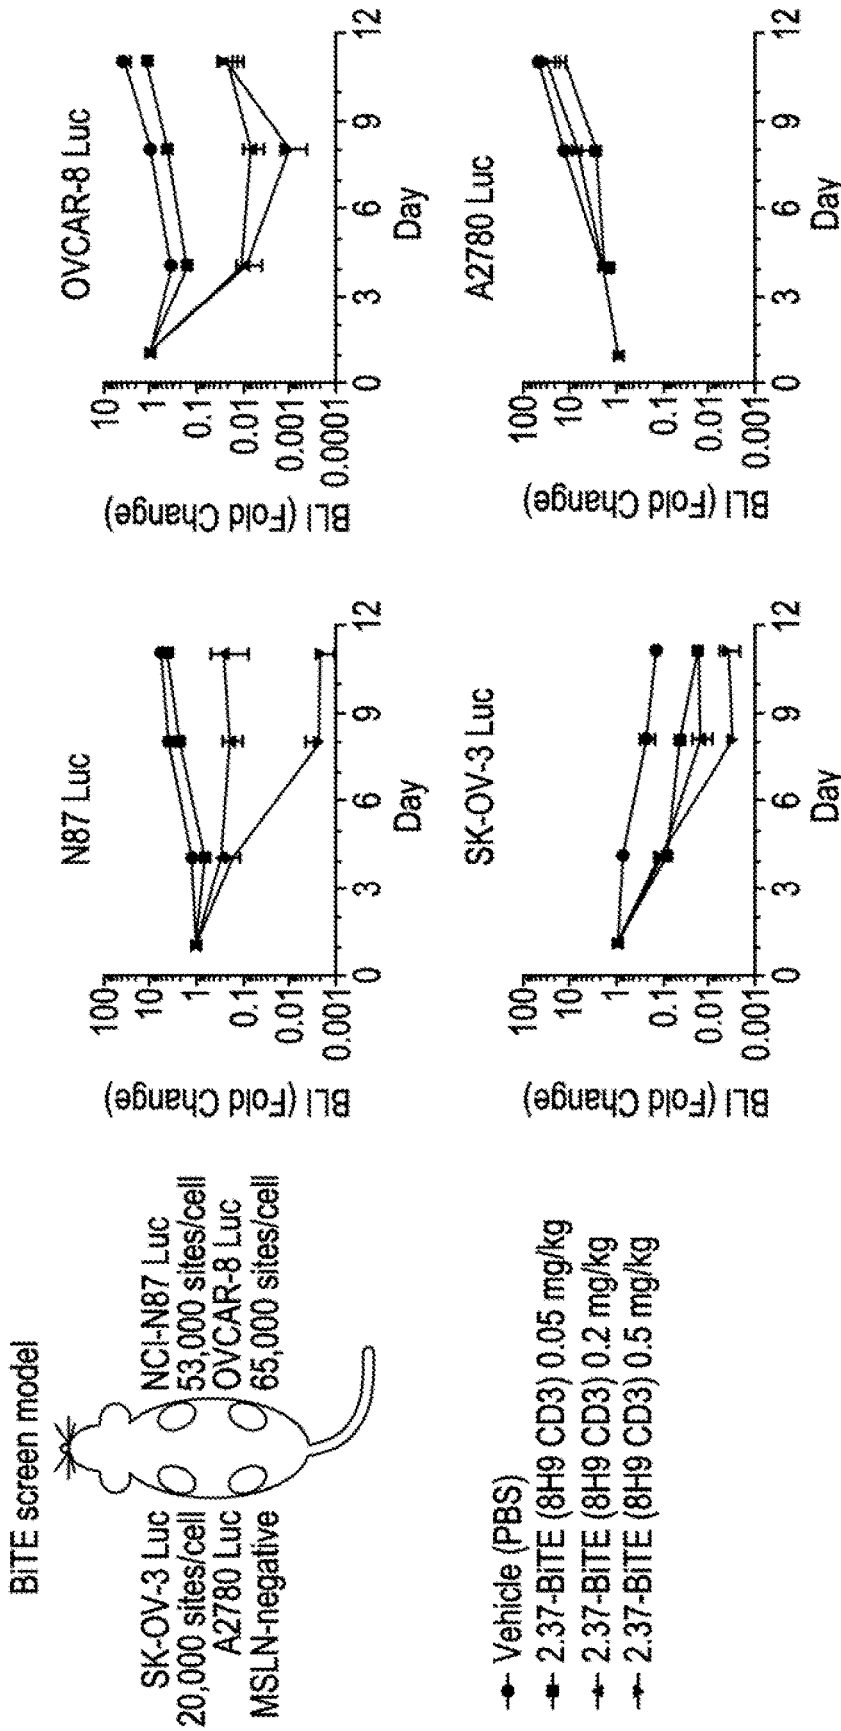 BiTE screen model
SK-OV-3 Luc
20,000 sites/cell
A2780 Luc
MSLN-negative
NCI-N87 Luc
53,000 sites/cell
OVCAR-8 Luc
65,000 sites/cell
Vehicle (PBS)
2.37-BiTE (8H9 CD3) 0.05 mg/kg
2.37-BiTE (8H9 CD3) 0.2 mg/kg
2.37-BiTE (8H9 CD3) 0.5 mg/kg
N87 Luc
BLI (Fold Change)
100
10
1
0.1
0.01
0.001
0 3 6 9 12
Day
OVCAR-8 Luc
BLI (Fold Change)
10
1
0.1
0.01
0.001
0.0001
0 3 6 9 12
Day
SK-OV-3 Luc
BLI (Fold Change)
100
10
1
0.1
0.01
0.001
0 3 6 9 12
Day
A2780 Luc
BLI (Fold Change)
100
10
1
0.1
0.01
0.001
0 3 6 9 12
Day